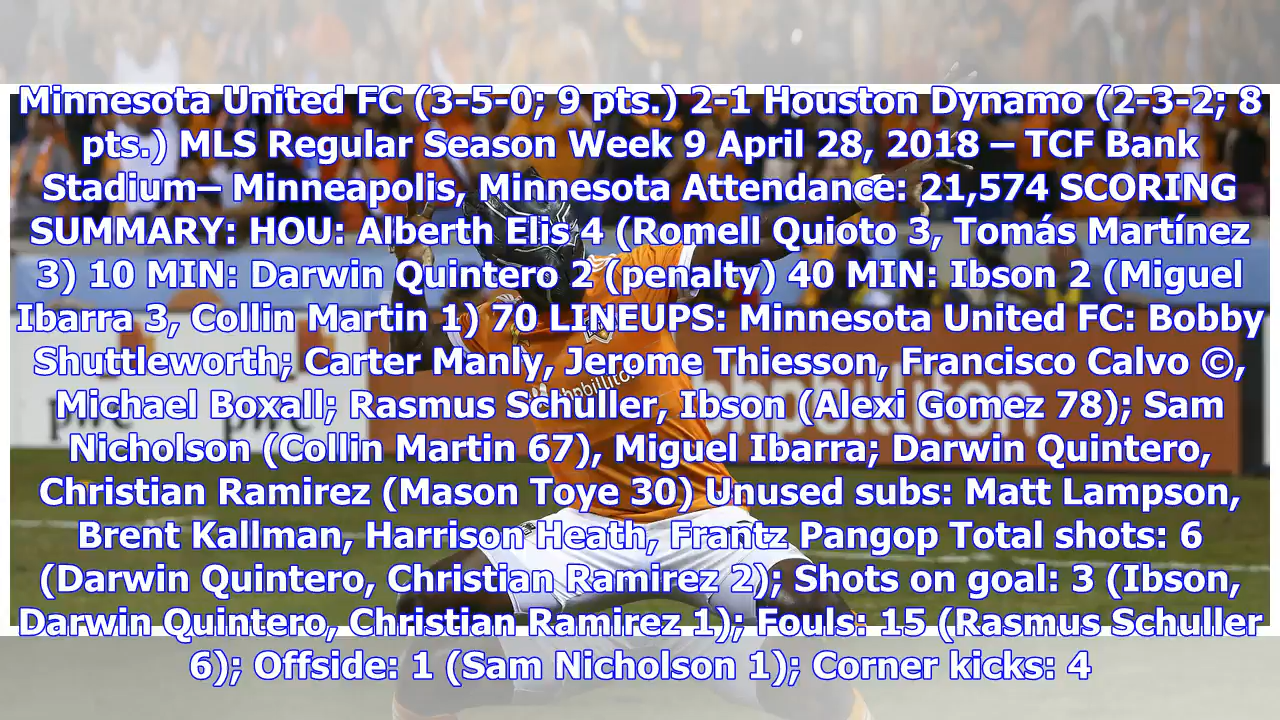 Minnesota United FC (3-5-0; 9 pts.) 2-1 Houston Dynamo (2-3-2; 8
pts.) MLS Regular Season Week 9 April 28, 2018 – TCF Bank
Stadium— Minneapolis, Minnesota Attendance: 21,574 SCORING
SUMMARY: HOU: Alberth Elis 4 (Romell Quioto 3, Tomás Martínez
3) 10 MIN: Darwin Quintero 2 (penalty) 40 MIN: Ibson 2 (Miguel
Ibarra 3, Collin Martin 1) 70 LINEUPS: Minnesota United FC: Bobby
Shuttleworth; Carter Manly, Jerome Thiesson, Francisco Calvo ©,
Michael Boxall; Rasmus Schuller, Ibson (Alexi Gomez 78); Sam
Nicholson (Collin Martin 67), Miguel Ibarra; Darwin Quintero,
Christian Ramirez (Mason Toye 30) Unused subs: Matt Lampson,
Brent Kallman, Harrison Heath, Frantz Pangop Total shots: 6
(Darwin Quintero, Christian Ramirez 2); Shots on goal: 3 (Ibson,
Darwin Quintero, Christian Ramirez 1); Fouls: 15 (Rasmus Schuller
6); Offside: 1 (Sam Nicholson 1); Corner kicks: 4
bhpbilliton
bhpbilliton
pwc
pwc